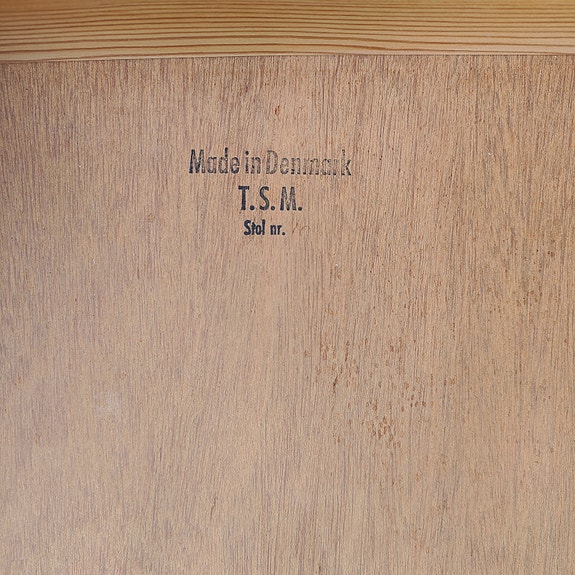 Made in Denmark
T. S. M.
Stol nr.